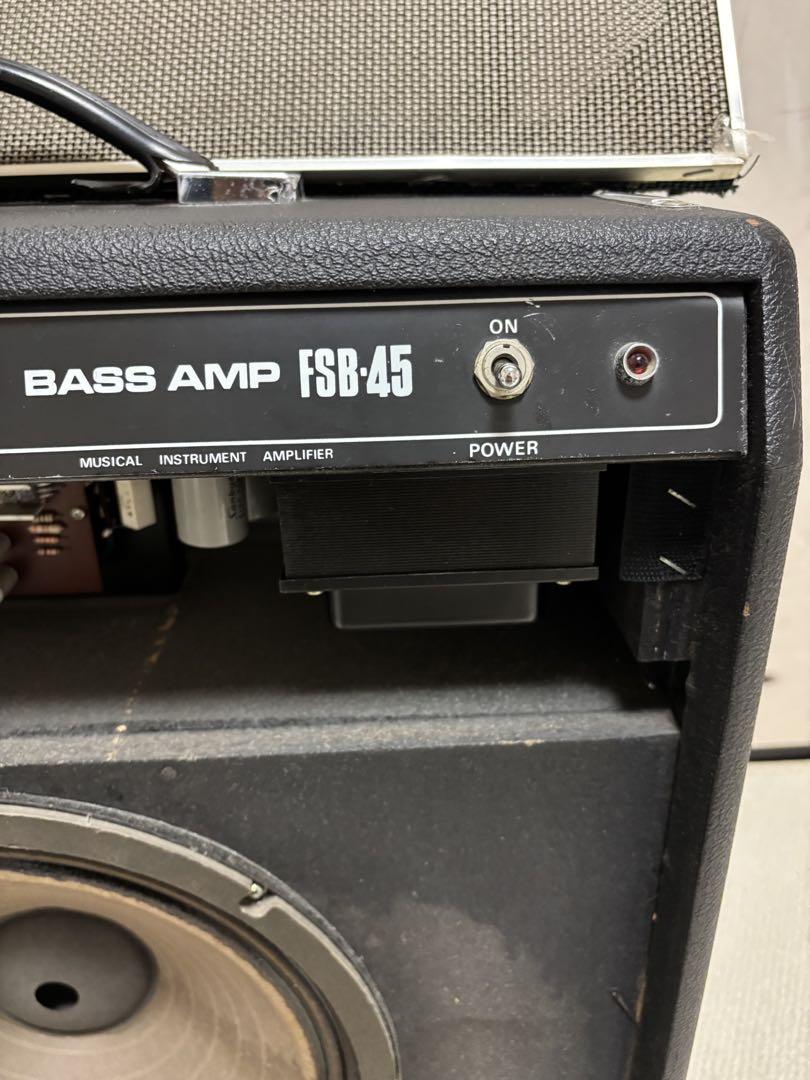 ON
BASS AMP FSB-45
MUSICAL INSTRUMENT AMPLIFIER
POWER